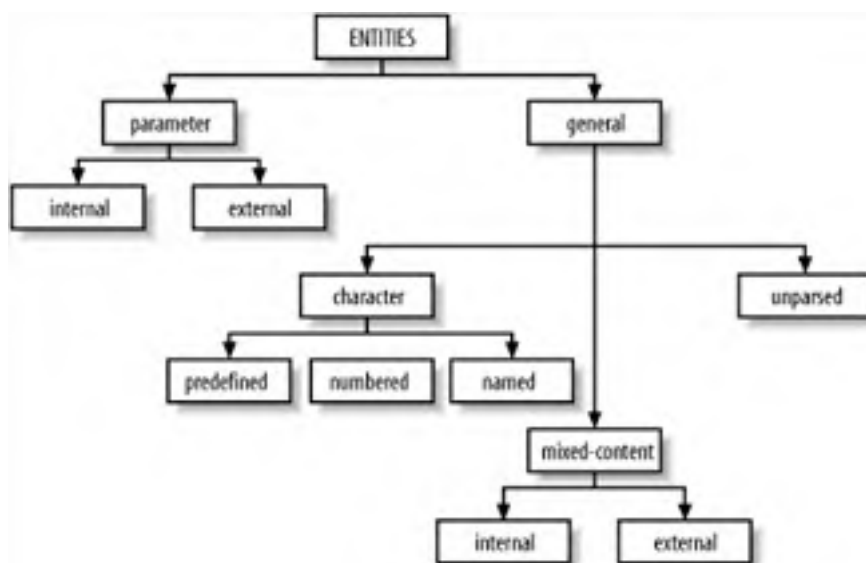 ENTITIES
parameter
general
internal
external
character
unparsed
predefined
numbered
named
mixed-content
internal
external